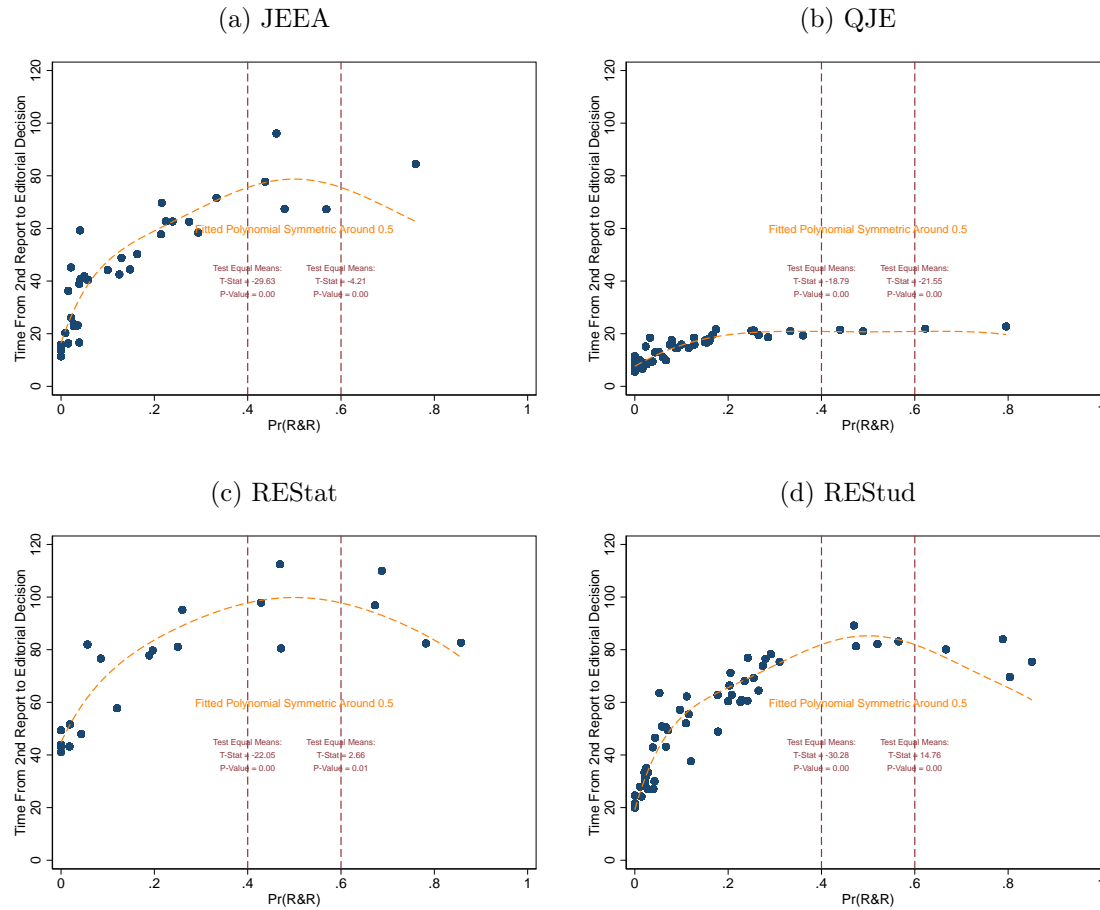 (a) JEEA
Time From 2nd Report to Editorial Decision
120
100
80
60
40
20
0
Fitted Polynomial Symmetric Around 0.5
Test Equal Means: Test Equal Means:
T-Stat = -29.63 T-Stat = -4.21
P-Value = 0.00 P-Value = 0.00
0 .2 .4 .6 .8 1
Pr(R&R)
(b) QJE
Time From 2nd Report to Editorial Decision
120
100
80
60
40
20
0
Fitted Polynomial Symmetric Around 0.5
Test Equal Means: Test Equal Means:
T-Stat = -18.79 T-Stat = -21.55
P-Value = 0.00 P-Value = 0.00
0 .2 .4 .6 .8 1
Pr(R&R)
(c) REStat
Time From 2nd Report to Editorial Decision
120
100
80
60
40
20
0
Fitted Polynomial Symmetric Around 0.5
Test Equal Means: Test Equal Means:
T-Stat = -22.05 T-Stat = 2.66
P-Value = 0.00 P-Value = 0.01
0 .2 .4 .6 .8 1
Pr(R&R)
(d) REStud
Time From 2nd Report to Editorial Decision
120
100
80
60
40
20
0
Fitted Polynomial Symmetric Around 0.5
Test Equal Means: Test Equal Means:
T-Stat = -30.28 T-Stat = 14.76
P-Value = 0.00 P-Value = 0.00
0 .2 .4 .6 .8 1
Pr(R&R)